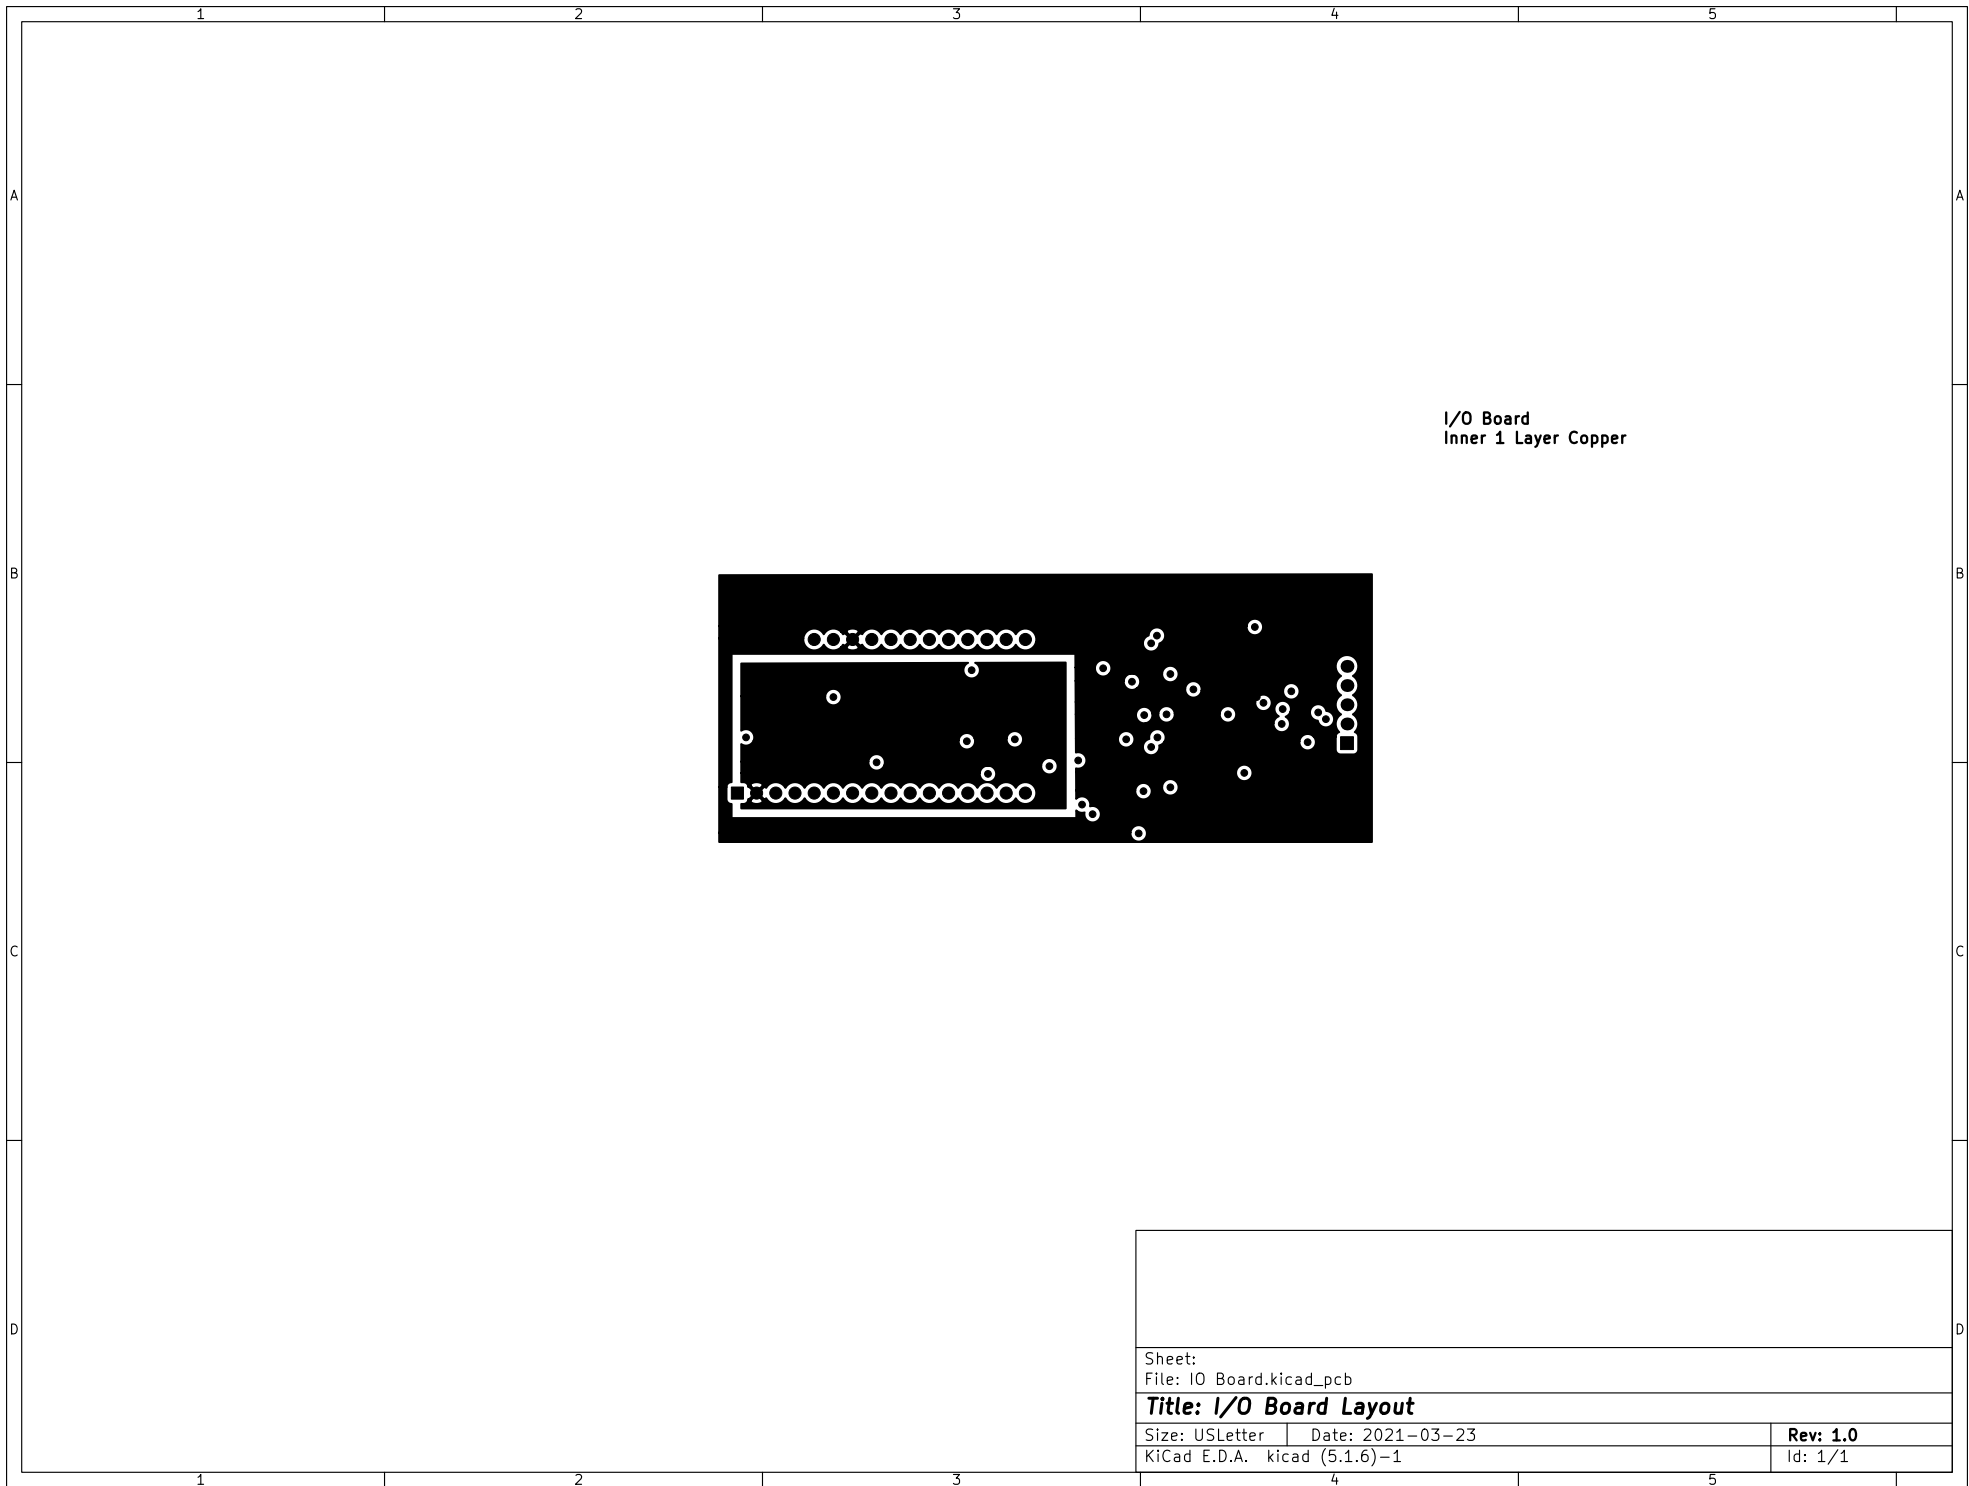 1 2 3 4 5
A A
I/O Board
Inner 1 Layer Copper
B B
C C
D D
Sheet:
File: IO Board.kicad_pcb
Title: I/O Board Layout
Size: USLetter Date: 2021-03-23 Rev: 1.0
KiCad E.D.A. kicad (5.1.6)-1 Id: 1/1
1 2 3 4 5